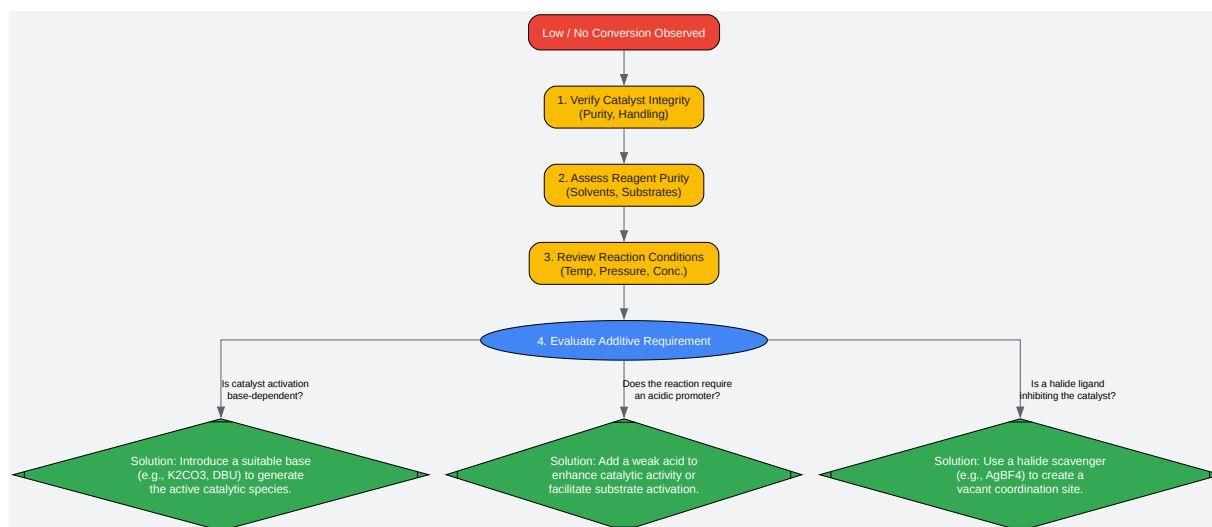 Low / No Conversion Observed
1. Verify Catalyst Integrity
(Purity, Handling)
2. Assess Reagent Purity
(Solvents, Substrates)
3. Review Reaction Conditions
(Temp, Pressure, Conc.)
4. Evaluate Additive Requirement
Is catalyst activation
base-dependent?
Does the reaction require
an acidic promoter?
Is a halide ligand
inhibiting the catalyst?
Solution: Introduce a suitable base
(e.g., K2CO3, DBU) to generate
the active catalytic species.
Solution: Add a weak acid to
enhance catalytic activity or
facilitate substrate activation.
Solution: Use a halide scavenger
(e.g., AgBF4) to create a
vacant coordination site.